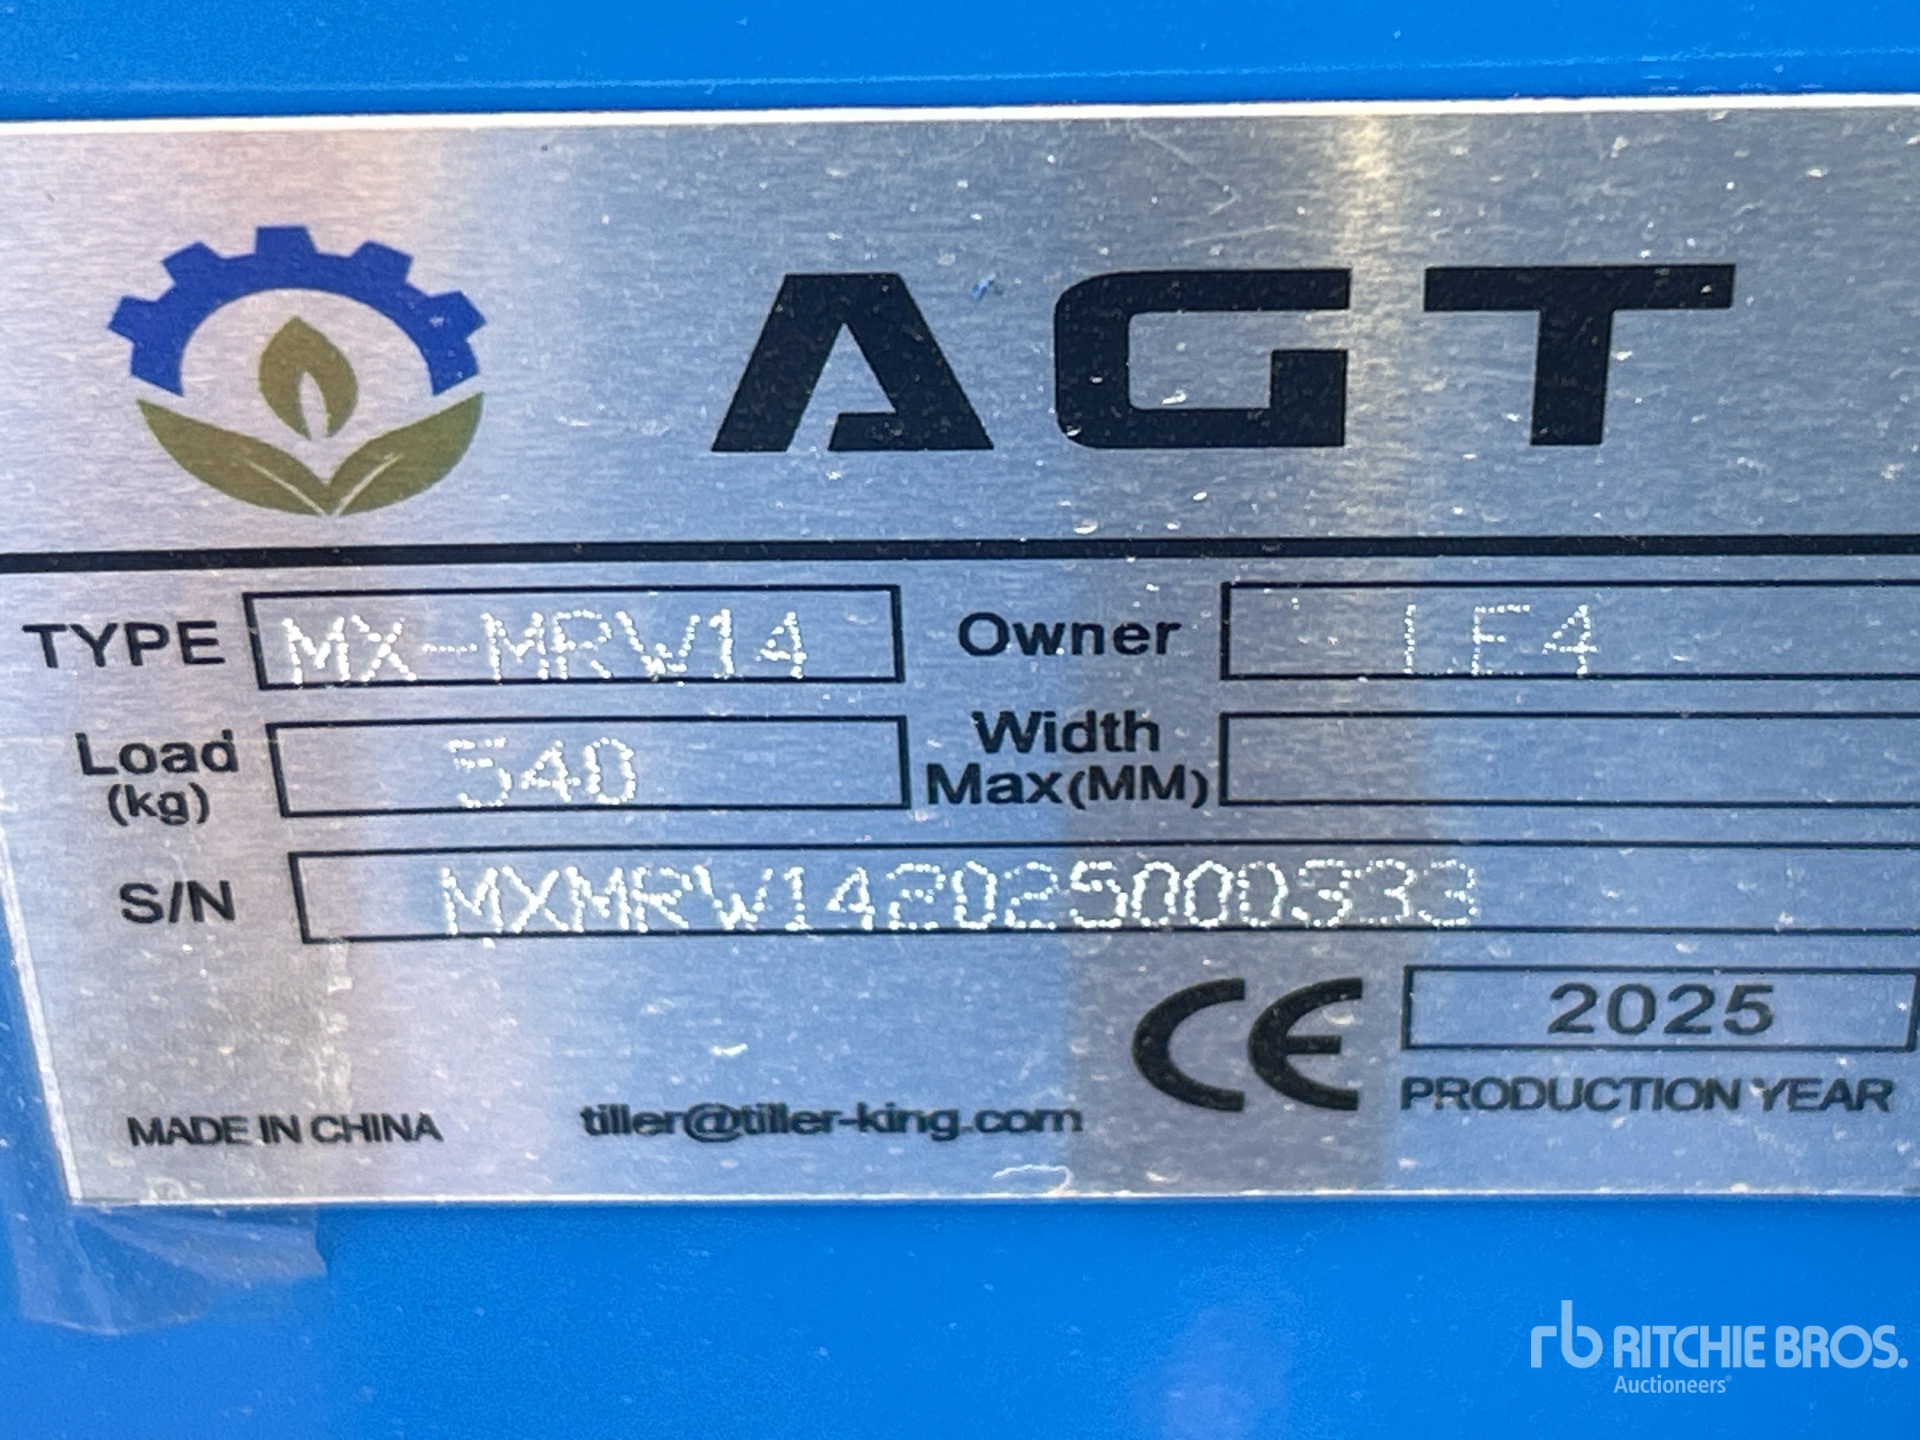 AGT
TYPE MX-MRW14 Owner
Load (kg) 540 Width Max(MM)
S/N MXMRW142025000333
CE 2025
PRODUCTION YEAR
MADE IN CHINA tiller@tiller-king.com
rb RITCHIE BROS.
Auctioneers